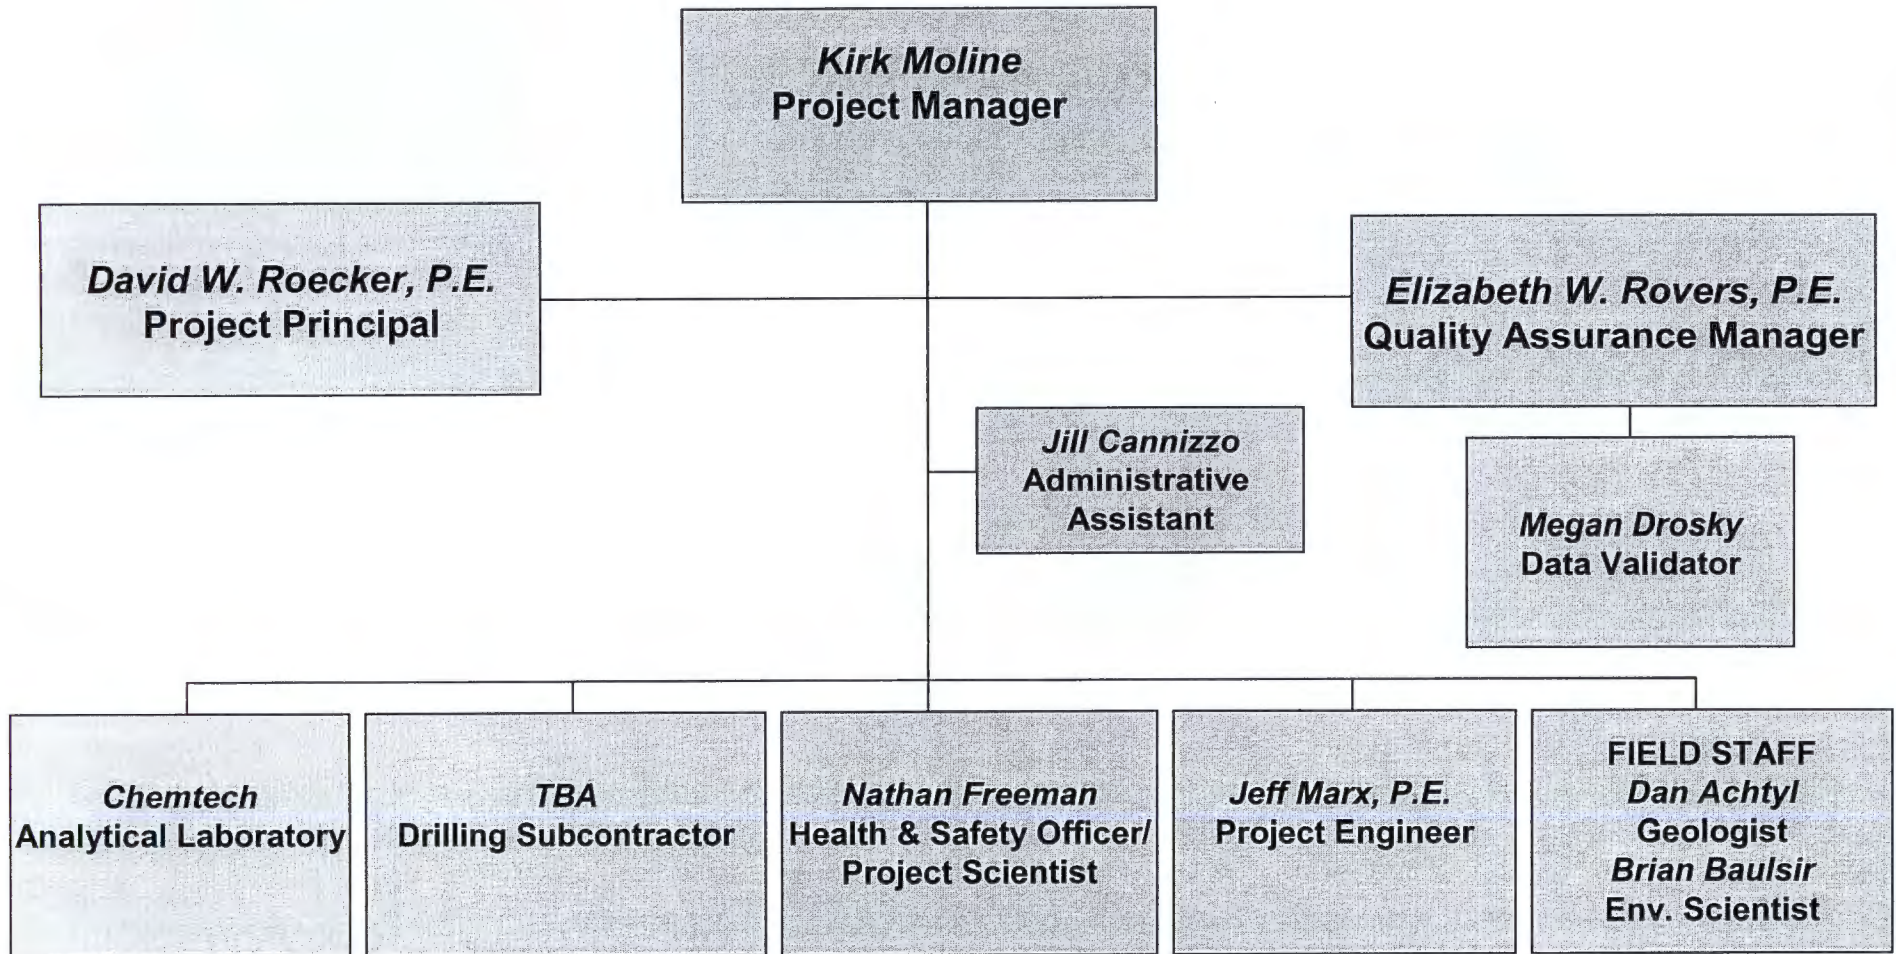 Kirk Moline
Project Manager
David W. Roecker, P.E.
Project Principal
Elizabeth W. Rovers, P.E.
Quality Assurance Manager
Jill Cannizzo
Administrative
Assistant
Megan Drosky
Data Validator
Chemtech
Analytical Laboratory
TBA
Drilling Subcontractor
Nathan Freeman
Health & Safety Officer/
Project Scientist
Jeff Marx, P.E.
Project Engineer
FIELD STAFF
Dan Achtyl
Geologist
Brian Baulsir
Env. Scientist